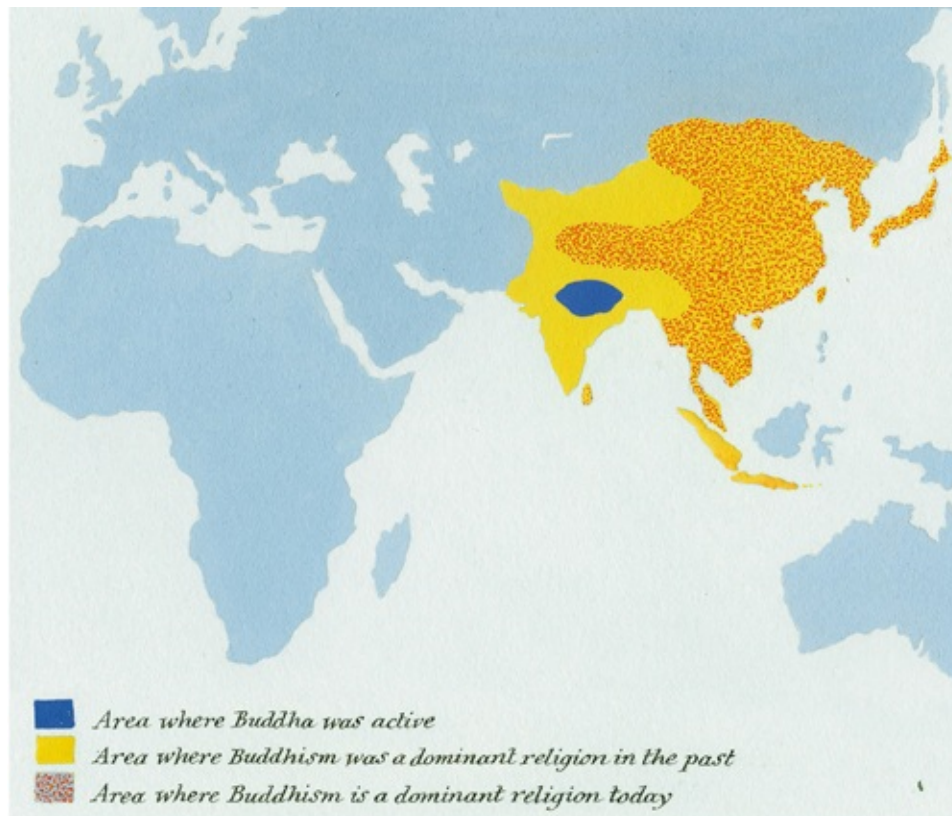 Area where Buddha was active
Area where Buddhism was a dominant religion in the past
Area where Buddhism is a dominant religion today